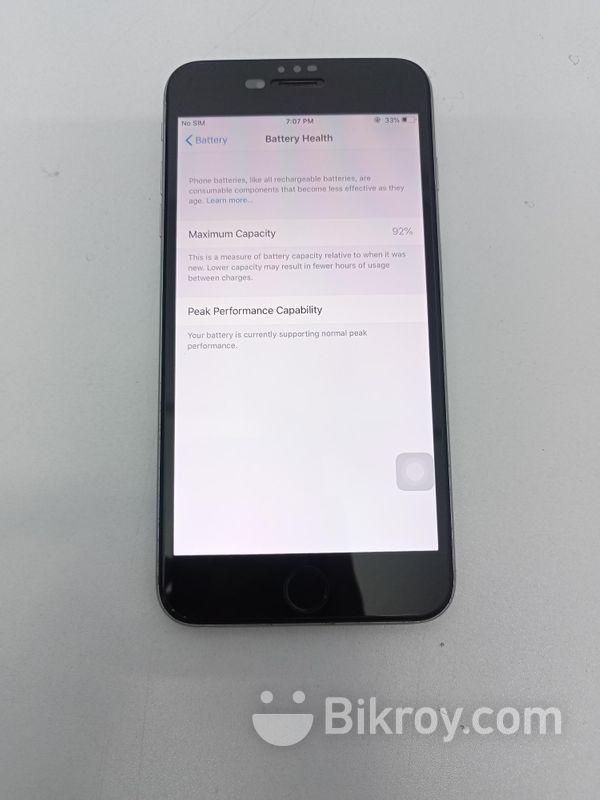 No SIM 7:07 PM 33%
Battery Battery Health
Phone batteries, like all rechargeable batteries, are
consumable components that become less effective as they
age. Learn more...
Maximum Capacity 92%
This is a measure of battery capacity relative to when it was
new. Lower capacity may result in fewer hours of usage
between charges.
Peak Performance Capability
Your battery is currently supporting normal peak
performance.
Bikroy.com